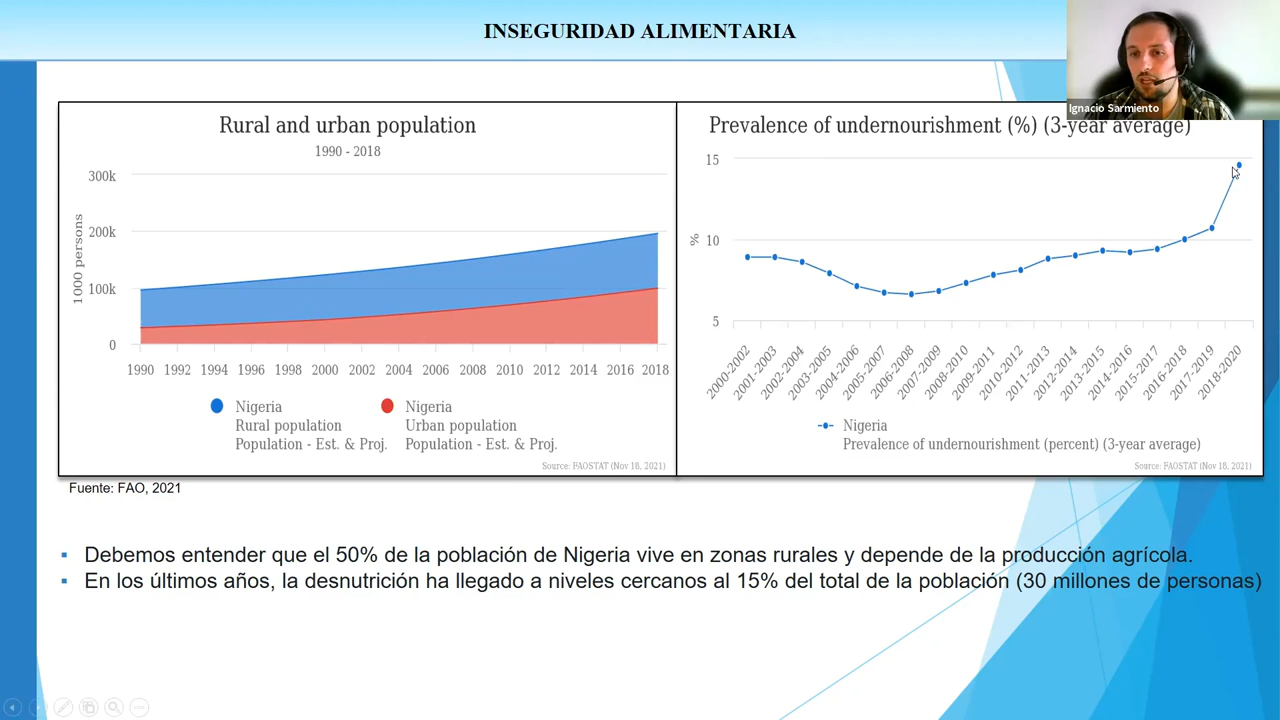 INSEGURIDAD ALIMENTARIA
Ignacio Sarmiento
Rural and urban population
1990 - 2018
300k
200k
100k
0
1000 persons
1990 1992 1994 1996 1998 2000 2002 2004 2006 2008 2010 2012 2014 2016 2018
Nigeria
Rural population
Population - Est. & Proj.
Nigeria
Urban population
Population - Est. & Proj.
Source: FAOSTAT (Nov 18, 2021)
Prevalence of undernourishment (%) (3-year average)
15
10
5
%
2000-2002 2001-2003 2002-2004 2003-2005 2004-2006 2005-2007 2006-2008 2007-2009 2008-2010 2009-2011 2010-2012 2011-2013 2012-2014 2013-2015 2014-2016 2015-2017 2016-2018 2017-2019 2018-2020
Nigeria
Prevalence of undernourishment (percent) (3-year average)
Source: FAOSTAT (Nov 18, 2021)
Fuente: FAO, 2021
▪ Debemos entender que el 50% de la población de Nigeria vive en zonas rurales y depende de la producción agrícola.
▪ En los últimos años, la desnutrición ha llegado a niveles cercanos al 15% del total de la población (30 millones de personas)